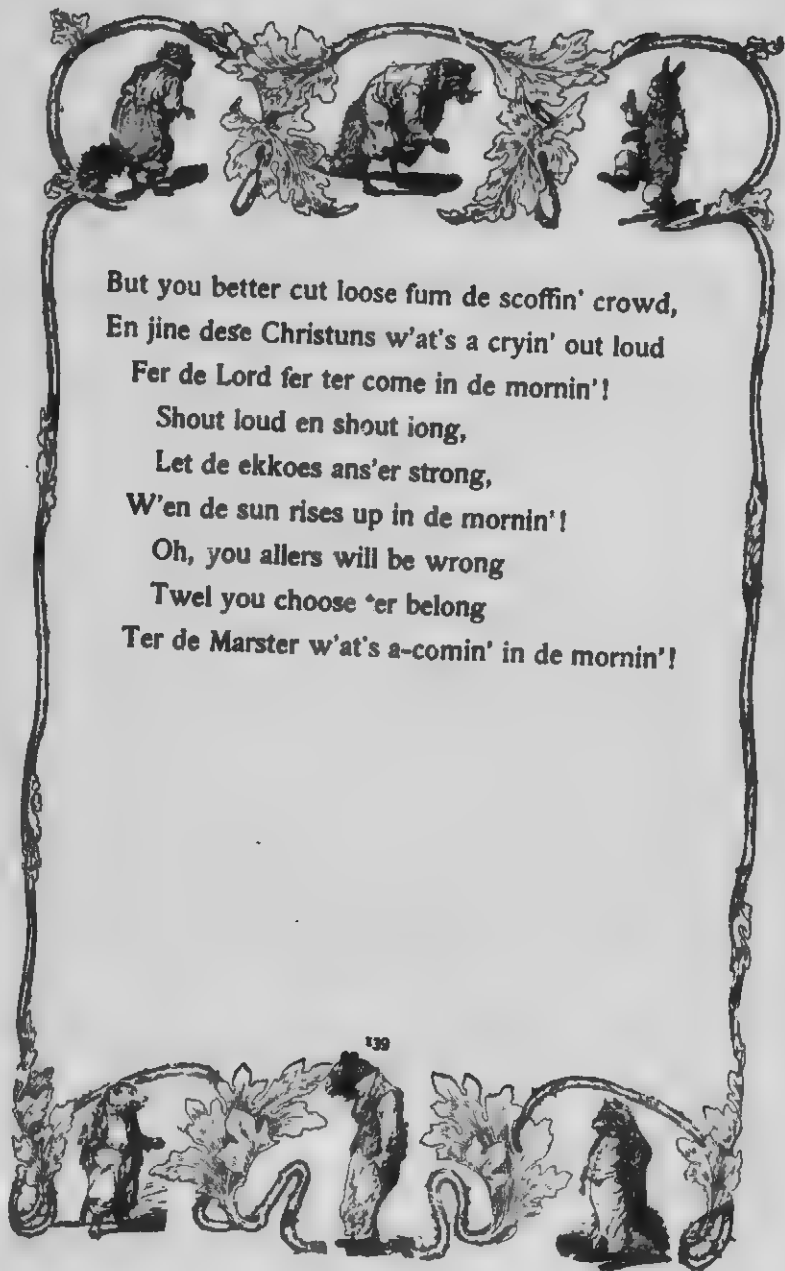 But you better cut loose fum de scoffin' crowd,
En jine dese Christuns w'at's a cryin' out loud
Fer de Lord fer ter come in de mornin'!
Shout loud en shout long,
Let de ekkoes ans'er strong,
W'en de sun rises up in de mornin'!
Oh, you allers will be wrong
Twel you choose 'er belong
Ter de Marster w'at's a-comin' in de mornin'!
139